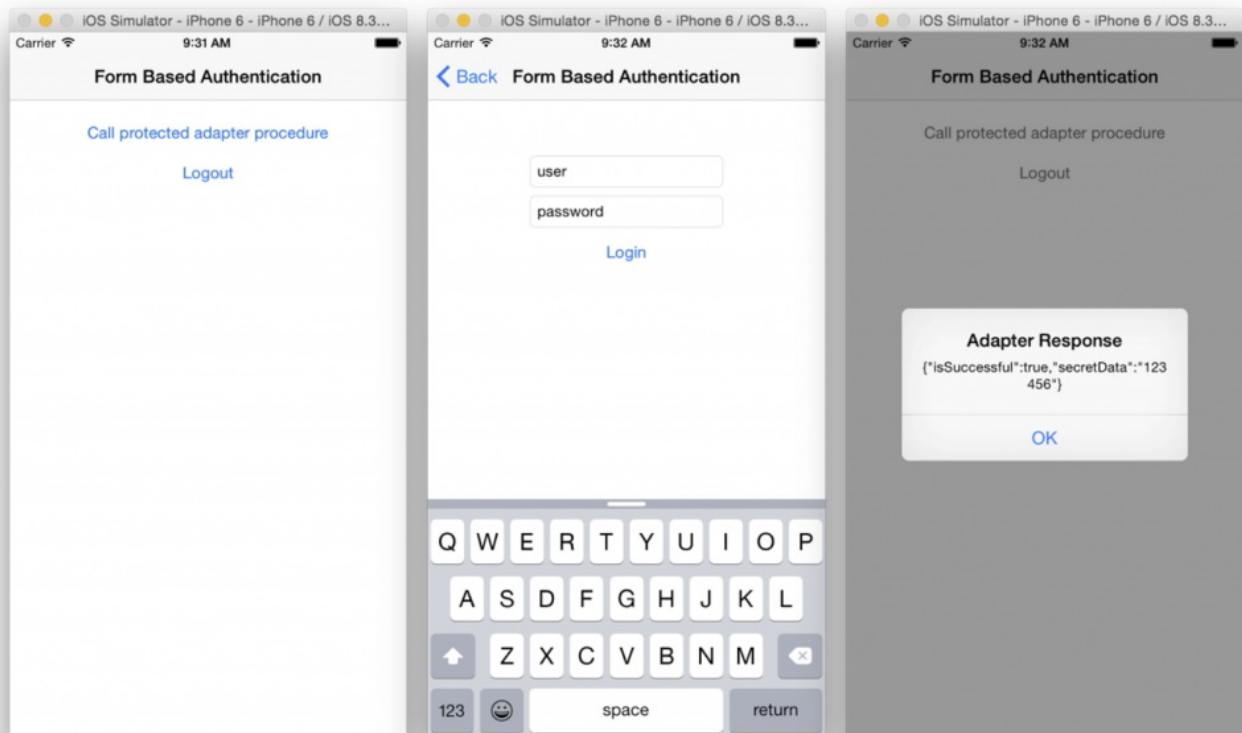 iOS Simulator - iPhone 6 - iPhone 6 / iOS 8.3...
Carrier 9:31 AM
Form Based Authentication
Call protected adapter procedure
Logout
iOS Simulator - iPhone 6 - iPhone 6 / iOS 8.3...
Carrier 9:32 AM
Back Form Based Authentication
user
password
Login
Q W E R T Y U I O P
A S D F G H J K L
Z X C V B N M
123 space return
iOS Simulator - iPhone 6 - iPhone 6 / iOS 8.3...
Carrier 9:32 AM
Form Based Authentication
Call protected adapter procedure
Logout
Adapter Response
{"isSuccessful":true,"secretData":"123
456"}
OK